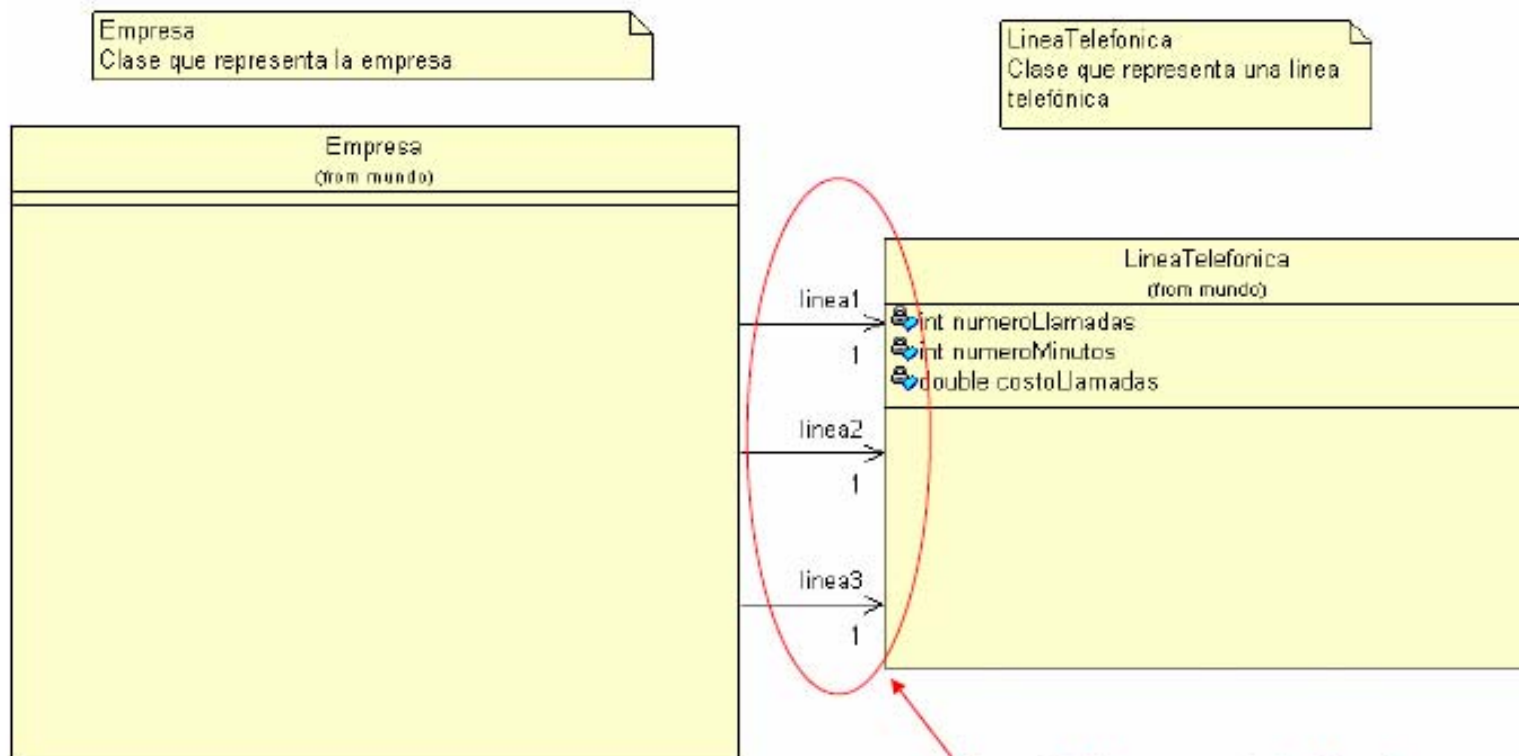 Empresa
Clase que representa la empresa
LineaTelefonica
Clase que representa una linea
telefónica
Empresa
(from mundo)
linea1
1
linea2
1
linea3
1
LineaTelefonica
(from mundo)
int numeroLlamadas
int numeroMinutos
double costoLlamadas